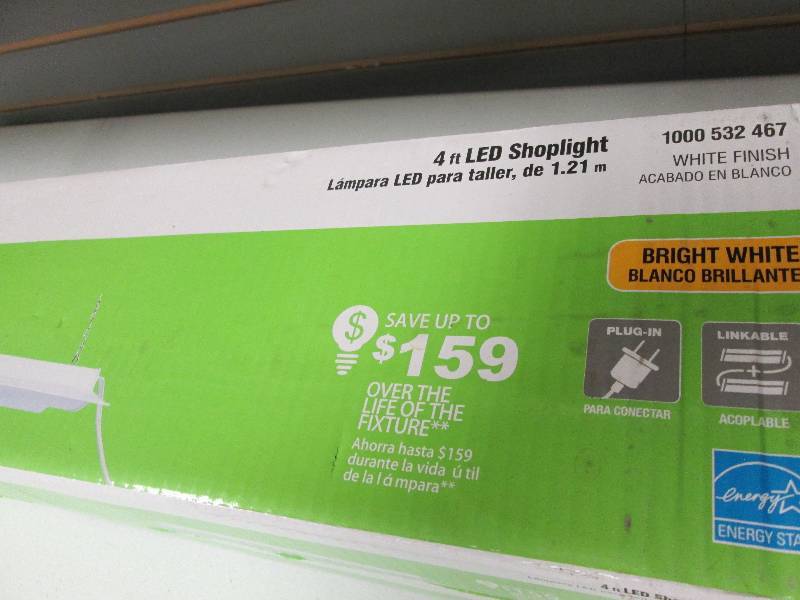 4 ft LED Shoplight
Lámpara LED para taller, de 1.21 m
1000 532 467
WHITE FINISH
ACABADO EN BLANCO
BRIGHT WHITE
BLANCO BRILLANTE
$
SAVE UP TO
$159
OVER THE
LIFE OF THE
FIXTURE**
Ahorra hasta $159
durante la vida ú til
de la l á mpara**
PLUG-IN
PARA CONECTAR
LINKABLE
+
ACOPLABLE
energy
ENERGY STA
4 ft LED Sh